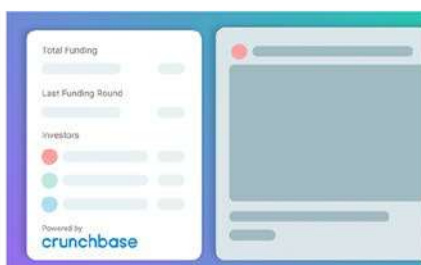 Total Funding
Last Funding Round
Investors
Powered by
crunchbase